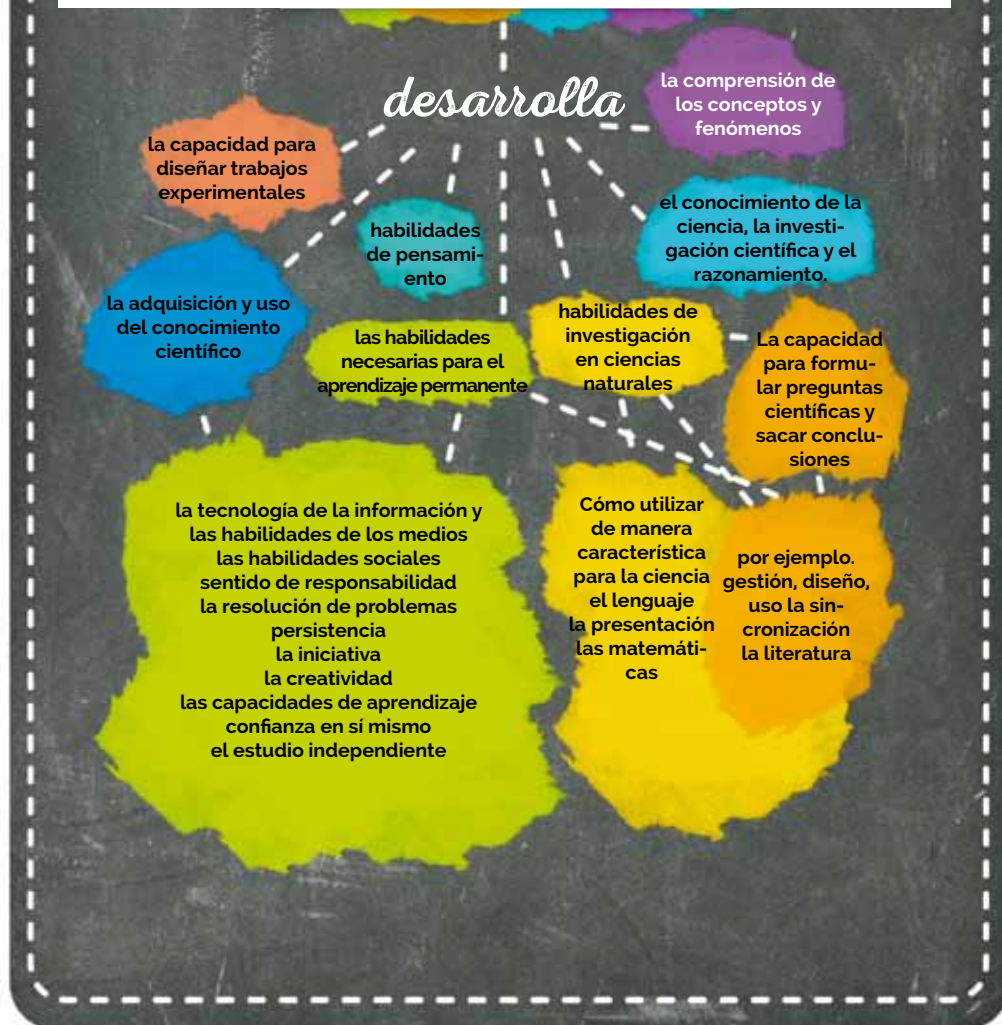 desarrolla
la comprensión de
los conceptos y
fenómenos
la capacidad para
diseñar trabajos
experimentales
el conocimiento de la
ciencia, la investi-
gación científica y el
razonamiento.
habilidades
de pensami-
ento
la adquisición y uso
del conocimiento
científico
las habilidades
necesarias para el
aprendizaje permanente
habilidades de
investigación
en ciencias
naturales
La capacidad
para formu-
lar preguntas
científicas y
sacar conclu-
siones
la tecnología de la información y
las habilidades de los medios
las habilidades sociales
sentido de responsabilidad
la resolución de problemas
persistencia
la iniciativa
la creatividad
las capacidades de aprendizaje
confianza en sí mismo
el estudio independiente
Cómo utilizar
de manera
característica
para la ciencia
el lenguaje
la presentación
las matemáti-
cas
por ejemplo.
gestión, diseño,
uso la sin-
cronización
la literatura